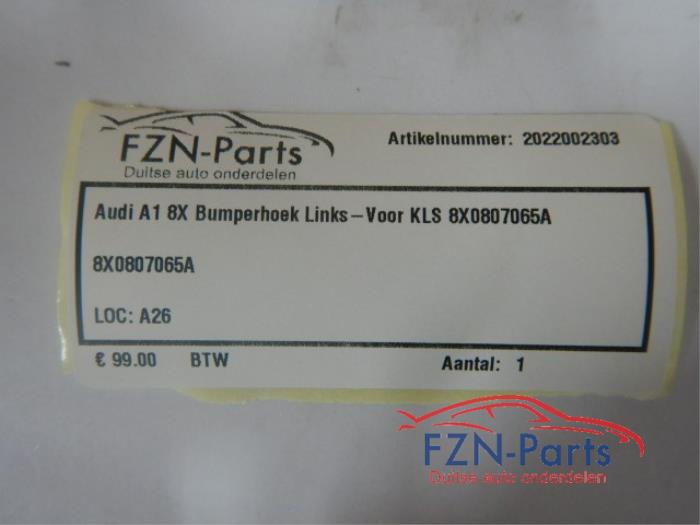 FZN-Parts
Duitse auto onderdelen
Artikelnummer: 2022002303
Audi A1 8X Bumperhoek Links-Voor KLS 8X0807065A
8X0807065A
LOC: A26
€ 99.00 BTW Aantal: 1
FZN-Parts
Duitse auto onderdelen